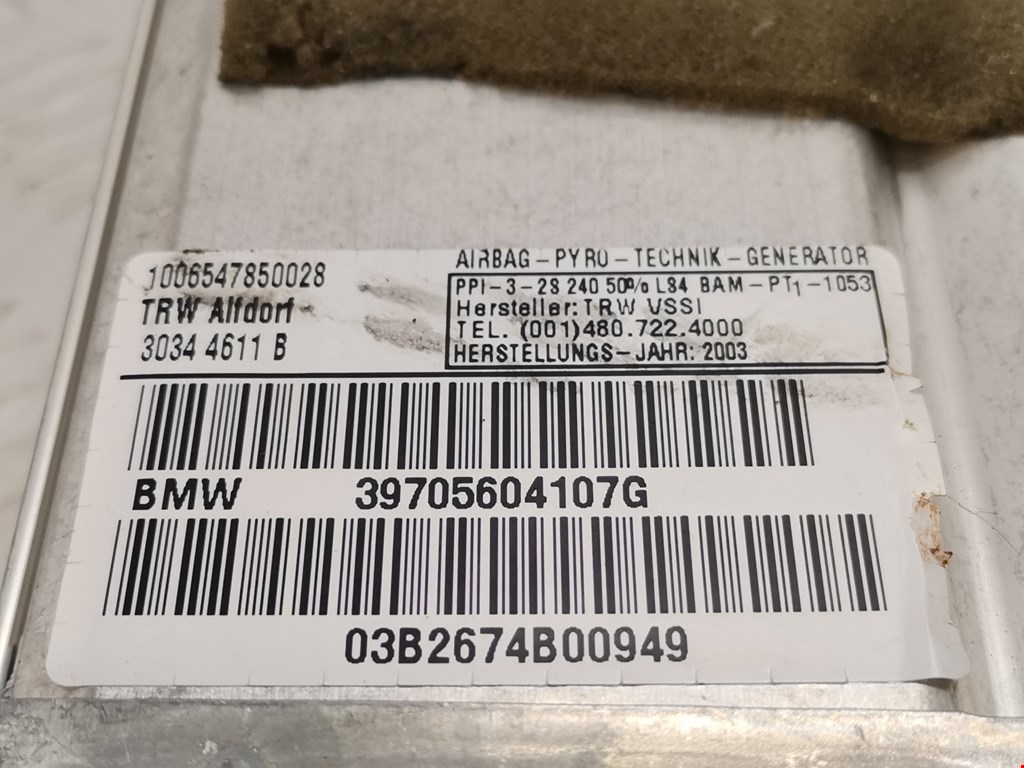 1006547850028
TRW Alfdorf
3034 4611 B
AIRBAG-PYRO-TECHNIK-GENERATOR
PPI-3-28 240 50% L84 BAM-PT1-1053
Hersteller: TRW VSSI
TEL. (001)480.722.4000
HERSTELLUNGS-JAHR: 2003
BMW 39705604107G
03B2674B00949